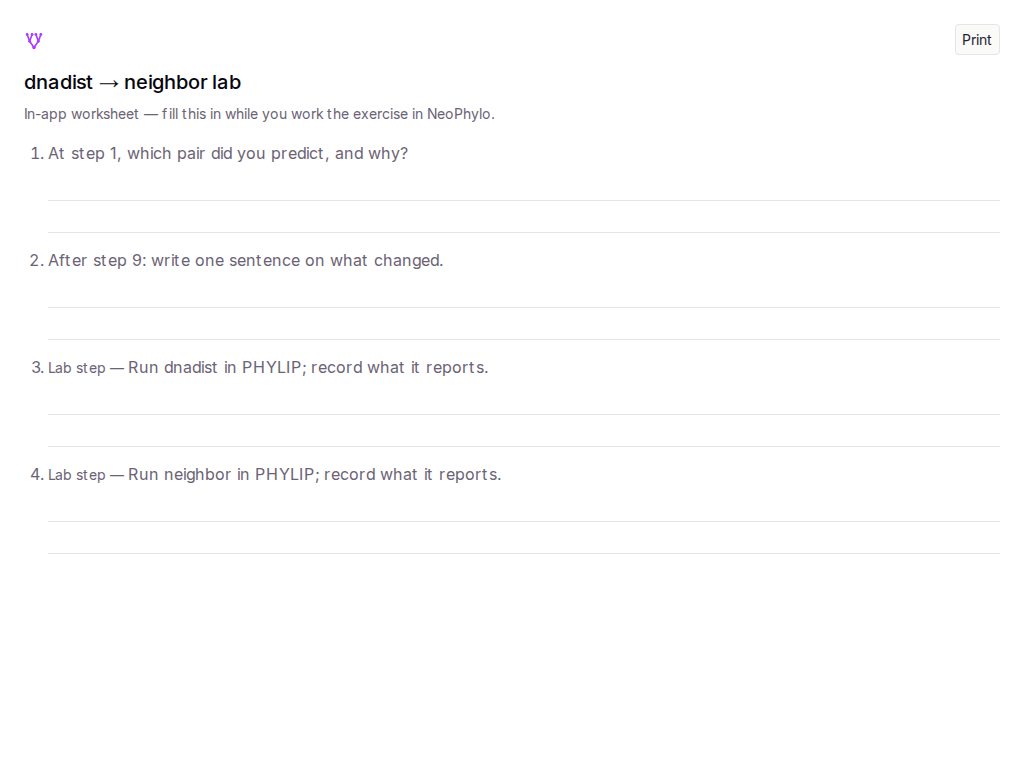 Print
dnadist → neighbor lab
In-app worksheet — fill this in while you work the exercise in NeoPhylo.
1. At step 1, which pair did you predict, and why?
2. After step 9: write one sentence on what changed.
3. Lab step — Run dnadist in PHYLIP; record what it reports.
4. Lab step — Run neighbor in PHYLIP; record what it reports.